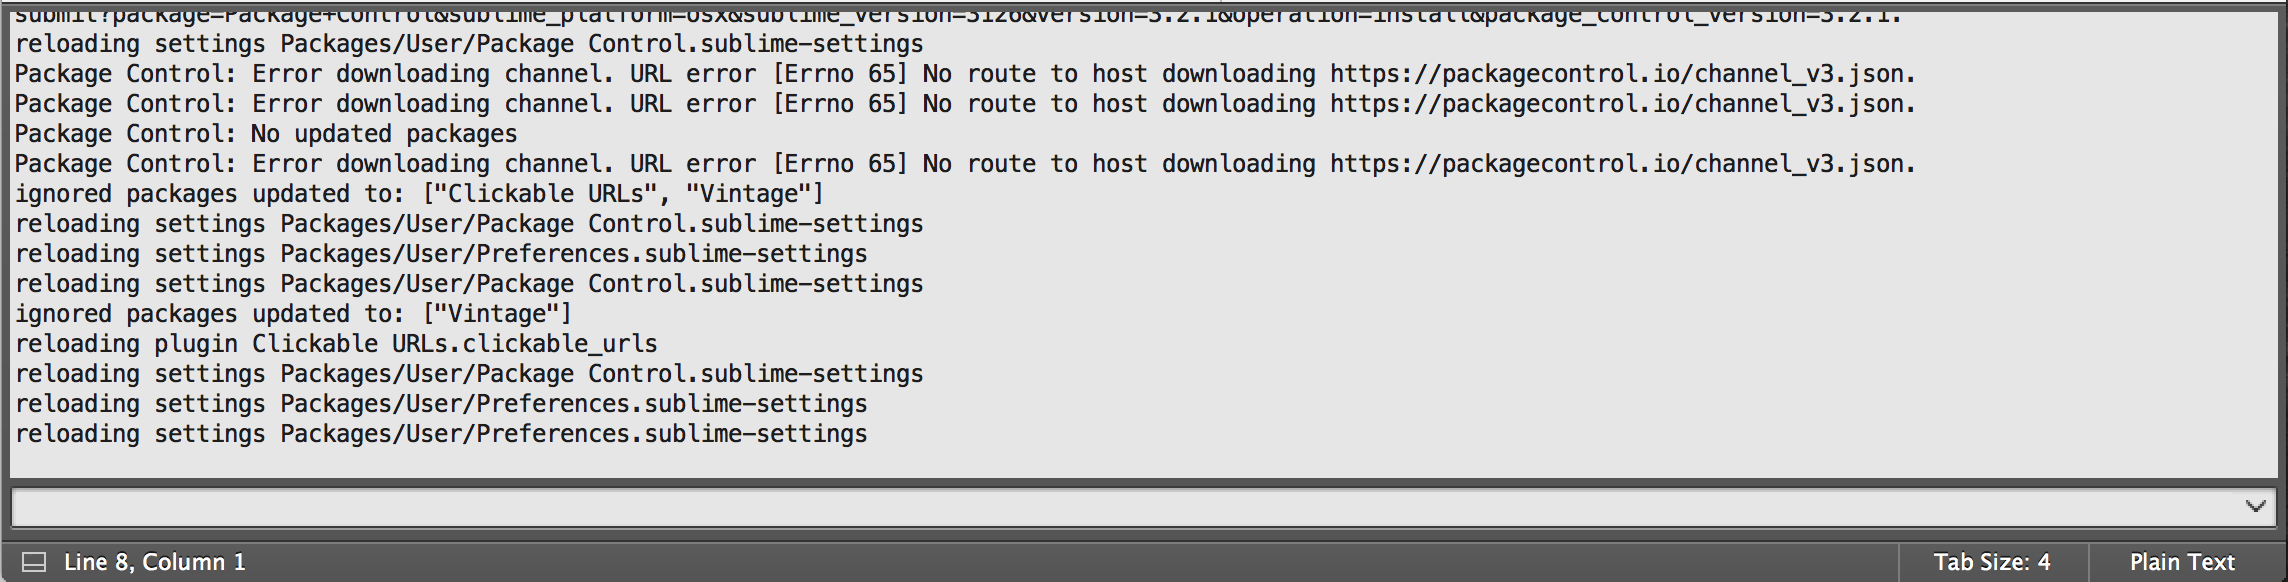 submit?package=Package+Control&sublime_platform=osx&sublime_version=3126&version=3.2.1&operation=install&package_control_version=3.2.1.
reloading settings Packages/User/Package Control.sublime-settings
Package Control: Error downloading channel. URL error [Errno 65] No route to host downloading https://packagecontrol.io/channel_v3.json.
Package Control: Error downloading channel. URL error [Errno 65] No route to host downloading https://packagecontrol.io/channel_v3.json.
Package Control: No updated packages
Package Control: Error downloading channel. URL error [Errno 65] No route to host downloading https://packagecontrol.io/channel_v3.json.
ignored packages updated to: ["Clickable URLs", "Vintage"]
reloading settings Packages/User/Package Control.sublime-settings
reloading settings Packages/User/Preferences.sublime-settings
reloading settings Packages/User/Package Control.sublime-settings
ignored packages updated to: ["Vintage"]
reloading plugin Clickable URLs.clickable_urls
reloading settings Packages/User/Package Control.sublime-settings
reloading settings Packages/User/Preferences.sublime-settings
reloading settings Packages/User/Preferences.sublime-settings
Line 8, Column 1 Tab Size: 4 Plain Text